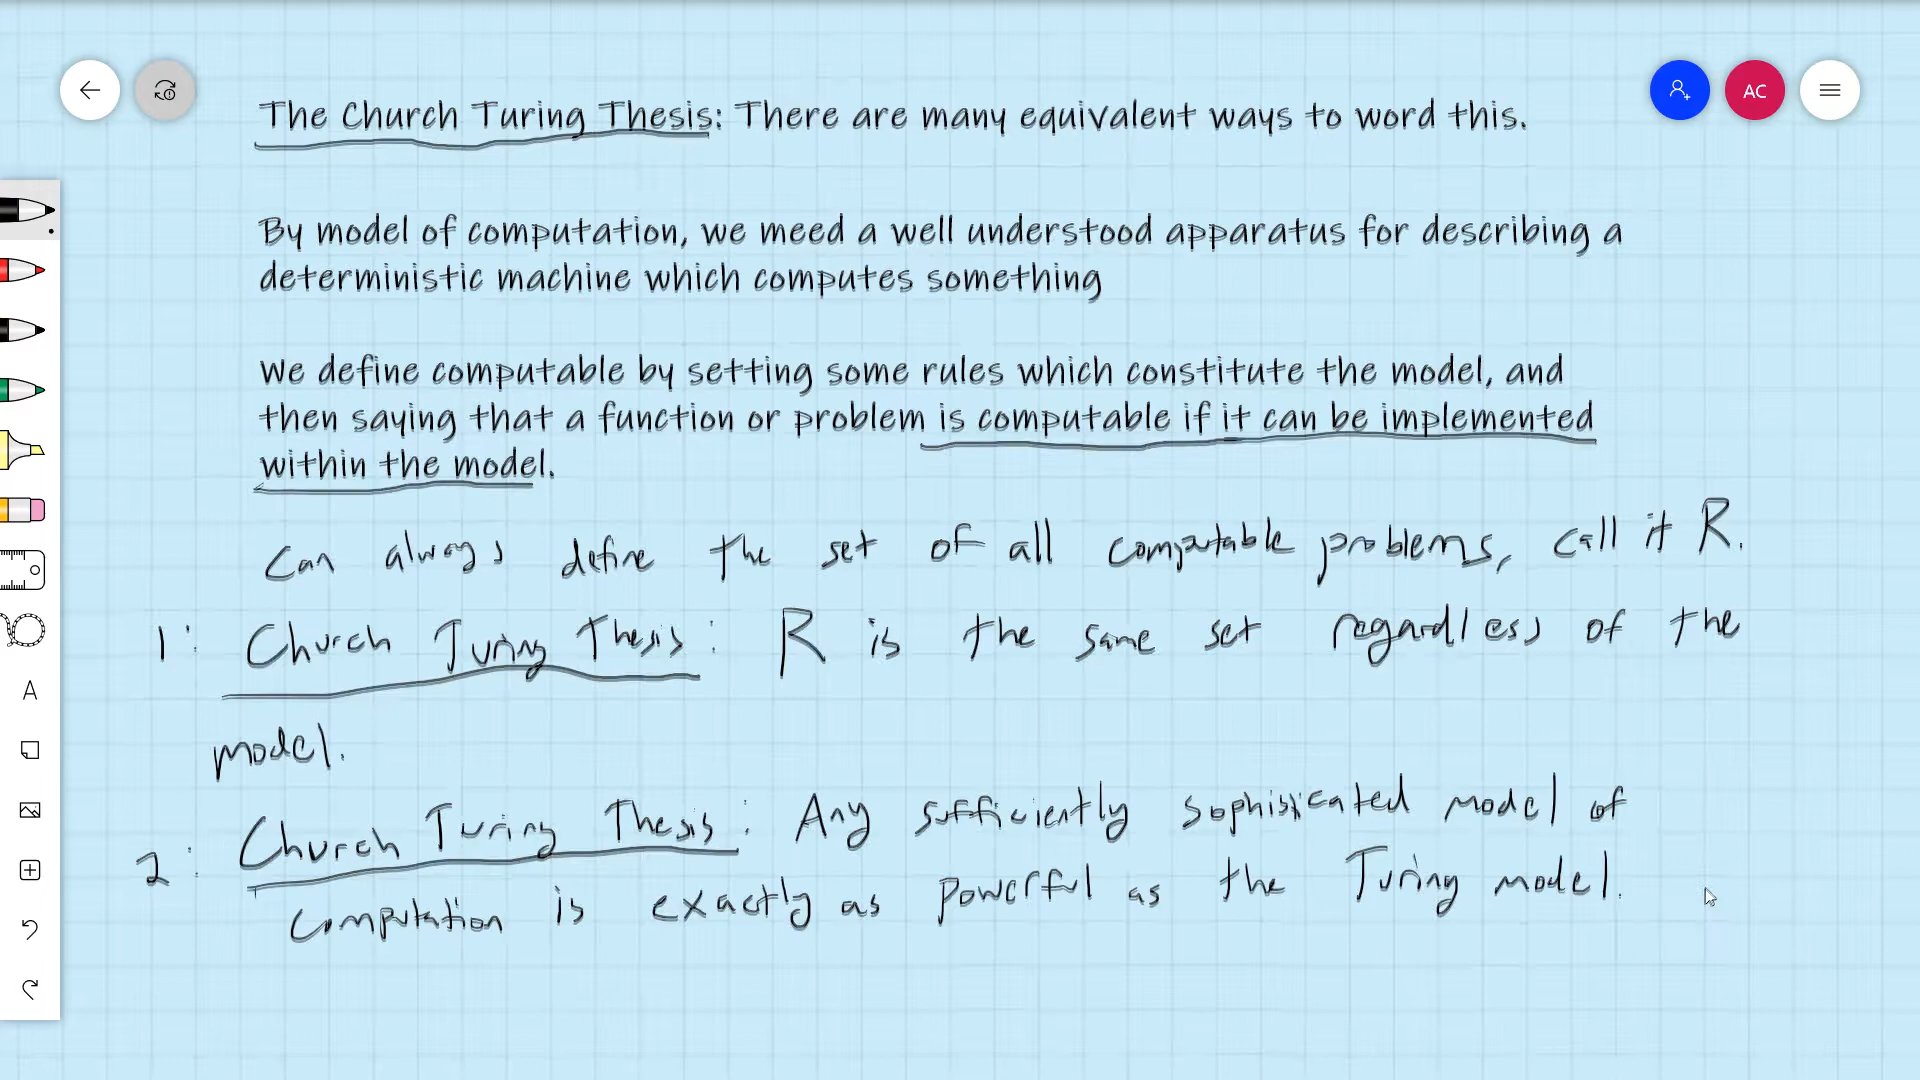 AC
The Church Turing Thesis: There are many equivalent ways to word this.
By model of computation, we meed a well understood apparatus for describing a
deterministic machine which computes something
We define computable by setting some rules which constitute the model, and
then saying that a function or problem is computable if it can be implemented
within the model.
Can always define the set of all computable problems, call it R.
1: Church Turing Thesis: R is the same set regardless of the
model.
2: Church Turing Thesis: Any sufficiently sophisticated model of
Computation is exactly as powerful as the Turing model.
A